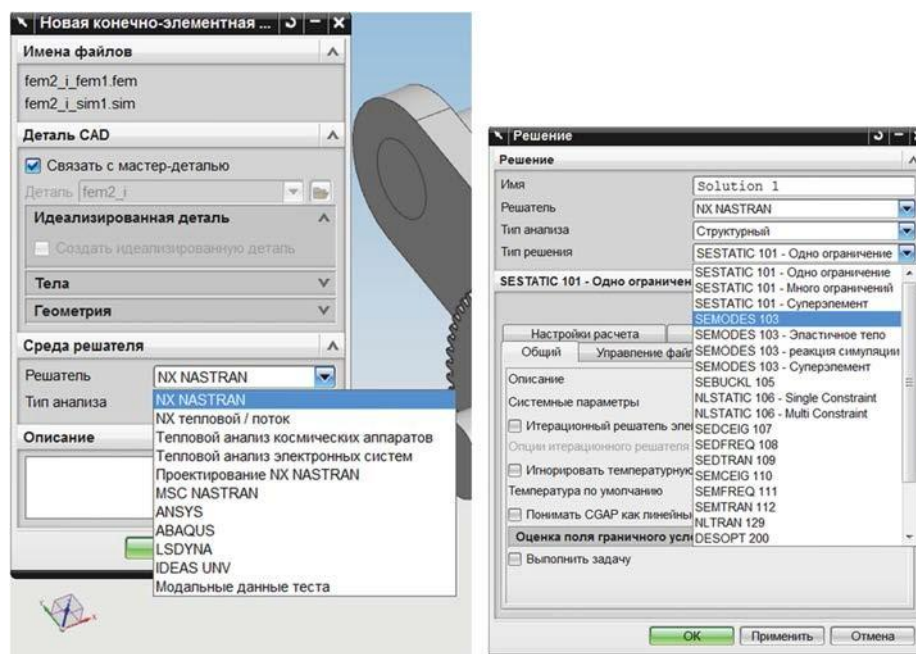 Новая конечно-элементная ...
Имена файлов
fem2_i_fem1.fem
fem2_i_sim1.sim
Деталь CAD
Связать с мастер-деталью
Деталь fem2_i
Идеализированная деталь
Создать идеализированную деталь
Тела
Геометрия
Среда решателя
Решатель NX NASTRAN
Тип анализа
Описание
NX NASTRAN
NX тепловой / поток
Тепловой анализ космических аппаратов
Тепловой анализ электронных систем
Проектирование NX NASTRAN
MSC NASTRAN
ANSYS
ABAQUS
LSDYNA
IDEAS UNV
Модальные данные теста
Решение
Решение
Имя Solution 1
Решатель NX NASTRAN
Тип анализа Структурный
Тип решения SESTATIC 101 - Одно ограничение
SESTATIC 101 - Одно ограничен
Настройки расчета
Общий Управление файл
Описание
Системные параметры
Итерационный решатель эле
Опции итерационного решателя
Игнорировать температурную
Температура по умолчанию
Понимать CGAP как линейны
Оценка поля граничного усл
Выполнить задачу
SESTATIC 101 - Одно ограничение
SESTATIC 101 - Много ограничений
SESTATIC 101 - Суперэлемент
SEMODES 103
SEMODES 103 - Эластичное тело
SEMODES 103 - реакция симуляции
SEMODES 103 - Суперэлемент
SEBUCKL 105
NLSTATIC 106 - Single Constraint
NLSTATIC 106 - Multi Constraint
SEDCEIG 107
SEDFREQ 108
SEDTRAN 109
SEMCEIG 110
SEMFREQ 111
SEMTRAN 112
NLTRAN 129
DESOPT 200
OK Применить Отмена